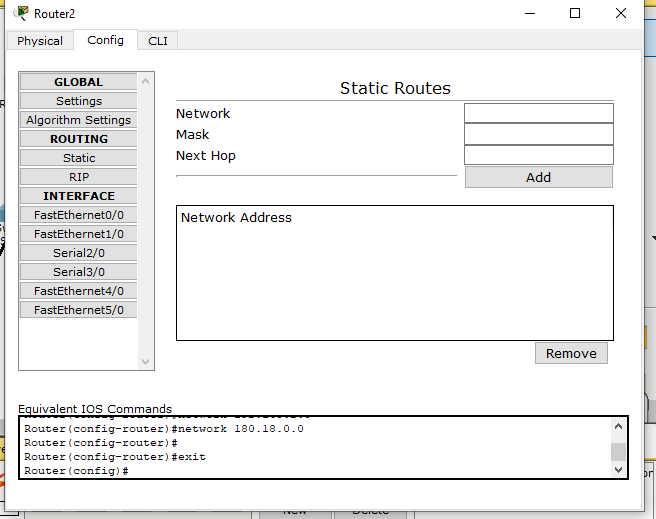 Router2
Physical Config CLI
GLOBAL
Settings
Algorithm Settings
ROUTING
Static
RIP
INTERFACE
FastEthernet0/0
FastEthernet1/0
Serial2/0
Serial3/0
FastEthernet4/0
FastEthernet5/0
Static Routes
Network
Mask
Next Hop
Add
Network Address
Remove
Equivalent IOS Commands
Router(config-router)#network 180.18.0.0
Router(config-router)#
Router(config-router)#exit
Router(config)#
New Delete